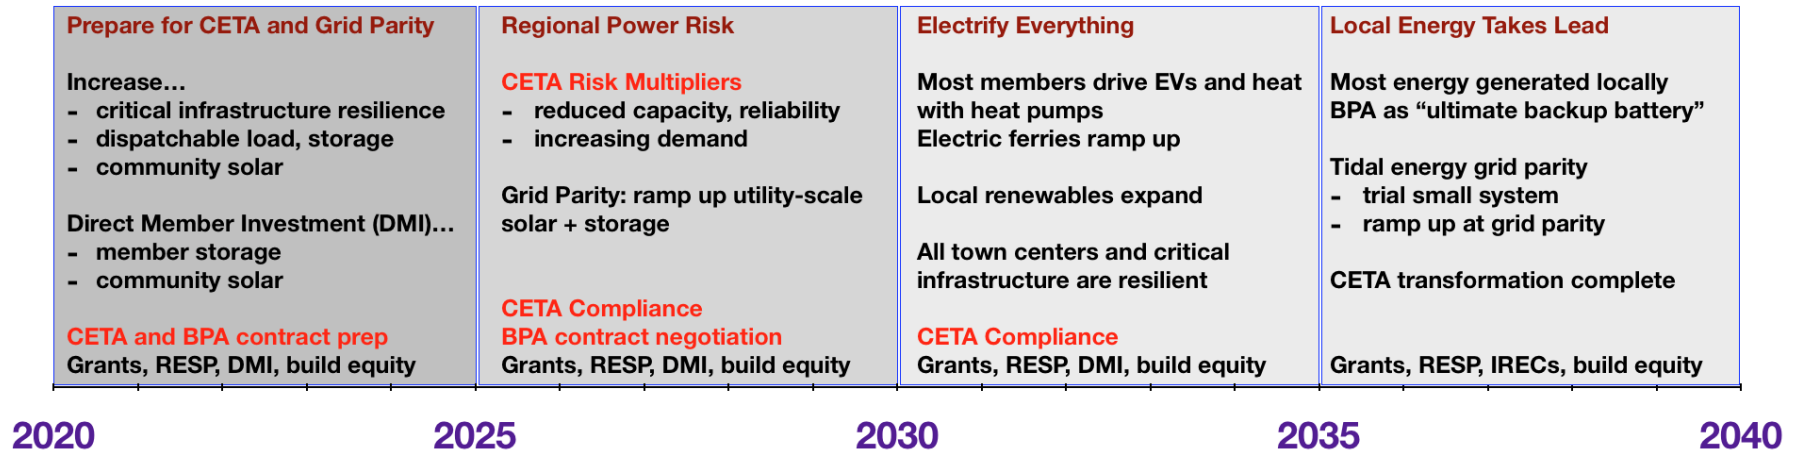 Prepare for CETA and Grid Parity
Increase…
- critical infrastructure resilience
- dispatchable load, storage
- community solar
Direct Member Investment (DMI)…
- member storage
- community solar
CETA and BPA contract prep
Grants, RESP, DMI, build equity
Regional Power Risk
CETA Risk Multipliers
- reduced capacity, reliability
- increasing demand
Grid Parity: ramp up utility-scale
solar + storage
CETA Compliance
BPA contract negotiation
Grants, RESP, DMI, build equity
Electrify Everything
Most members drive EVs and heat
with heat pumps
Electric ferries ramp up
Local renewables expand
All town centers and critical
infrastructure are resilient
CETA Compliance
Grants, RESP, DMI, build equity
Local Energy Takes Lead
Most energy generated locally
BPA as “ultimate backup battery”
Tidal energy grid parity
- trial small system
- ramp up at grid parity
CETA transformation complete
Grants, RESP, IRECs, build equity
2020
2025
2030
2035
2040